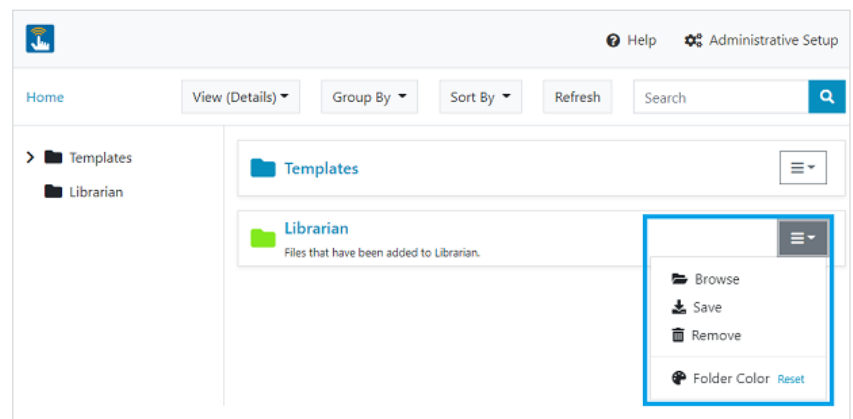 Help
Administrative Setup
Home
View (Details)
Group By
Sort By
Refresh
Search
Templates
Librarian
Templates
Librarian
Files that have been added to Librarian.
Browse
Save
Remove
Folder Color Reset